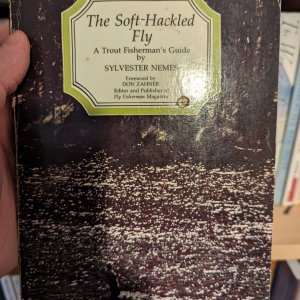 The Soft-Hackled
Fly
A Trout Fisherman's Guide
by
SYLVESTER NEMES
Foreword by
DON ZAHNER
Editor and Publisher of
Fly Fisherman Magazine